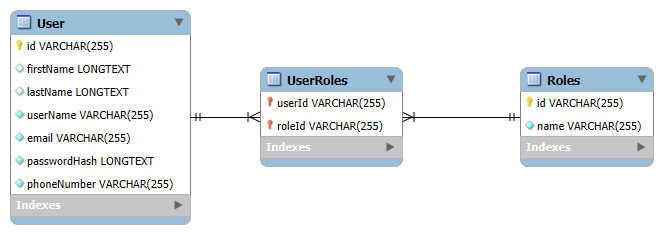 User
id VARCHAR(255)
firstName LONGTEXT
lastName LONGTEXT
userName VARCHAR(255)
email VARCHAR(255)
passwordHash LONGTEXT
phoneNumber VARCHAR(255)
Indexes
UserRoles
userId VARCHAR(255)
roleId VARCHAR(255)
Indexes
Roles
id VARCHAR(255)
name VARCHAR(255)
Indexes